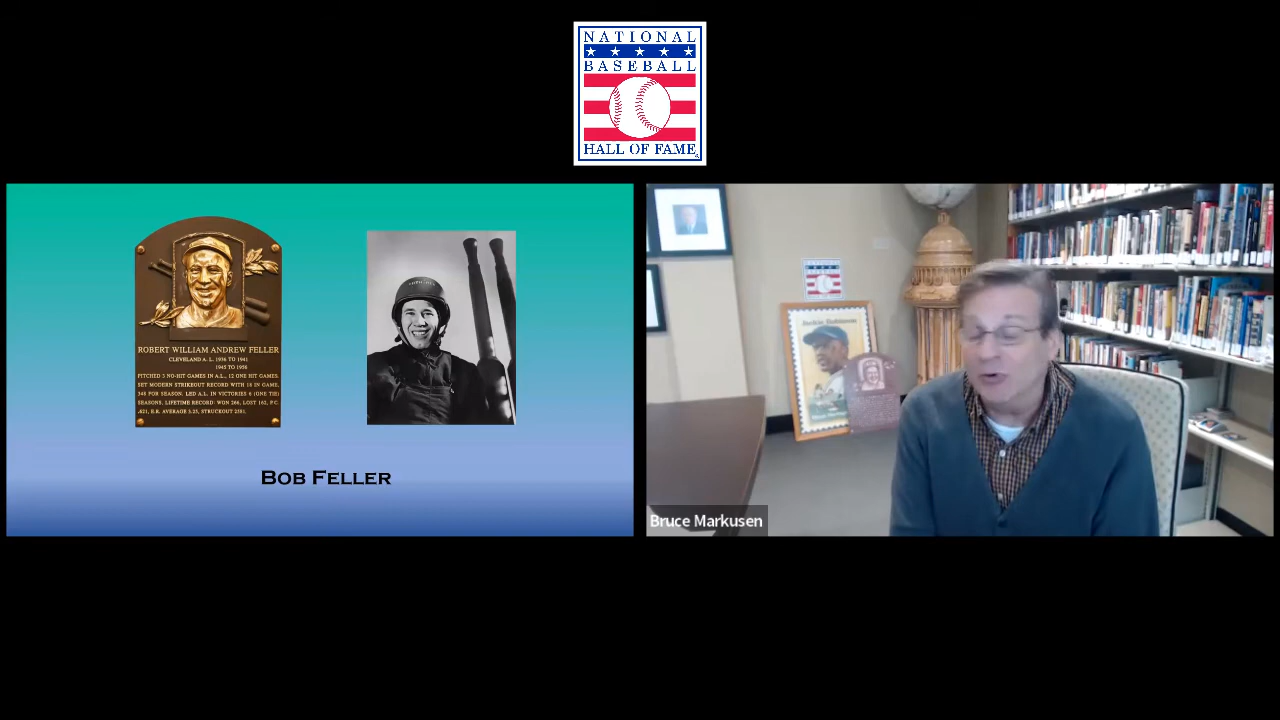 NATIONAL
BASEBALL
HALL OF FAME
ROBERT WILLIAM ANDREW FELLER
CLEVELAND A. L. 1936 TO 1941
1945 TO 1956
PITCHED 3 NO-HIT GAMES IN A.L., 12 ONE HIT GAMES.
SET MODERN STRIKEOUT RECORD WITH 18 IN GAME,
348 FOR SEASON. LED A.L. IN VICTORIES 6 (ONE TIE)
SEASONS. LIFETIME RECORD: WON 266, LOST 162, P.C.
.621, E.R. AVERAGE 3.25, STRUCKOUT 2581.
BOB FELLER
Jackie Robinson
Bruce Markusen